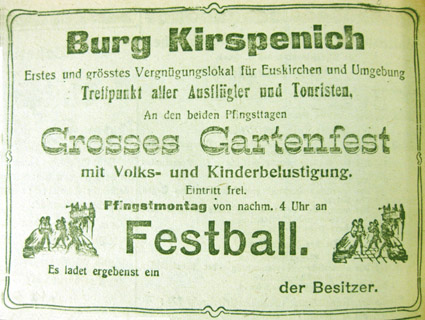 Burg Kirspenich
Erstes und grösstes Vergnügungslokal für Euskirchen und Umgebung
Treffpunkt aller Ausflügler und Touristen,
An den beiden Pfingsttagen
Grosses Gartenfest
mit Volks- und Kinderbelustigung.
Eintritt frei.
Pfingstmontag von nachm. 4 Uhr an
Festball.
Es ladet ergebenst ein
der Besitzer.